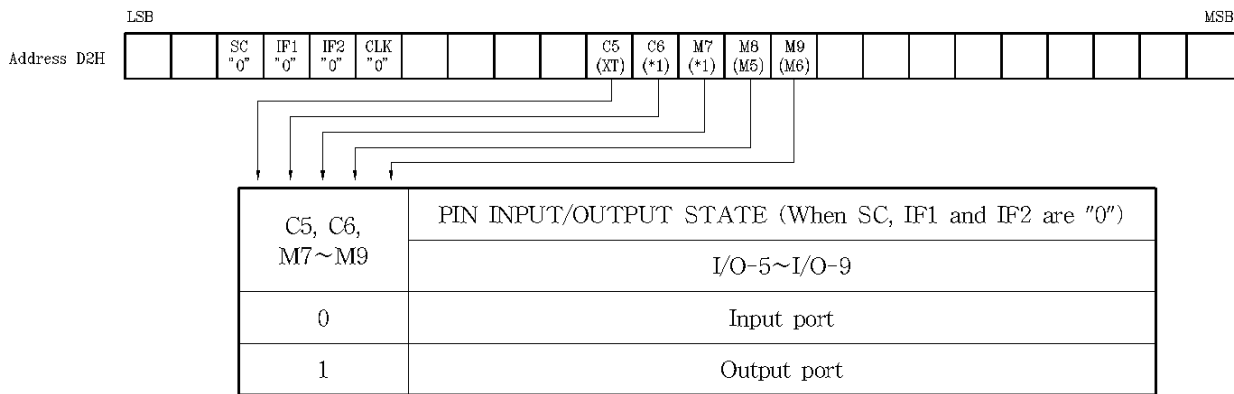 LSB MSB
Address D2H SC IF1 IF2 CLK C5 C6 M7 M8 M9
"0" "0" "0" "0" (XT) (*1) (*1) (M5) (M6)
C5, C6,
M7~M9
PIN INPUT/OUTPUT STATE (When SC, IF1 and IF2 are "0")
I/O-5~I/O-9
0 Input port
1 Output port